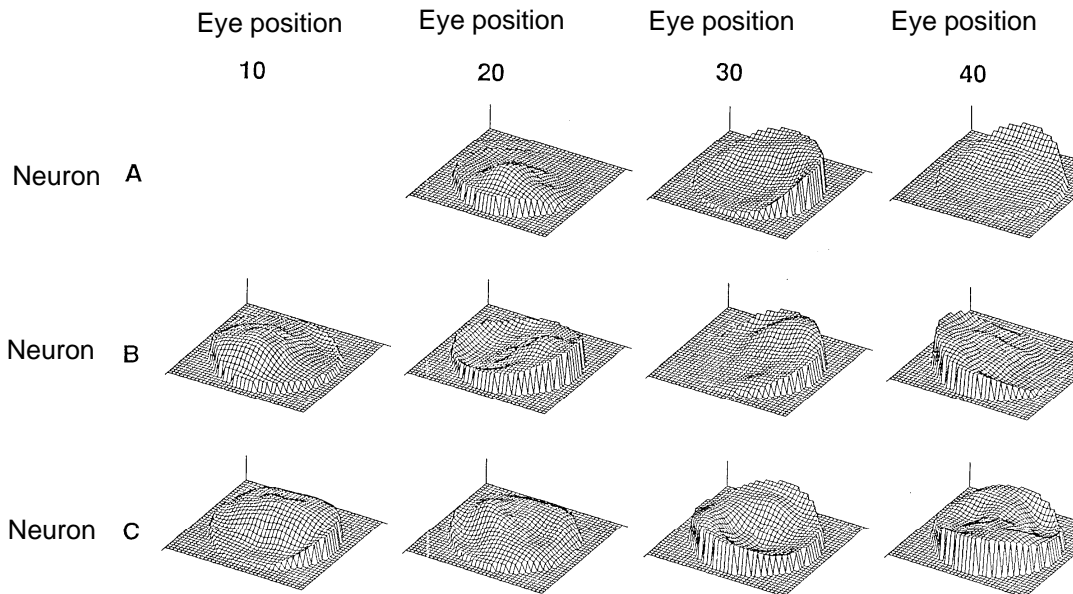 Eye position Eye position Eye position Eye position
10 20 30 40
Neuron A
Neuron B
Neuron C